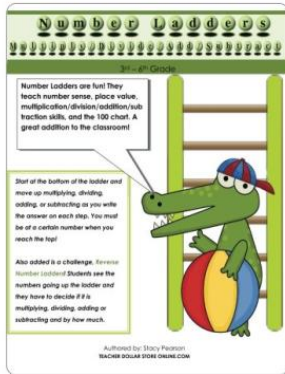 Number Ladders
3rd – 6th Grade
Number Ladders are fun! They
teach number sense, place value,
multiplication/division/addition/sub
traction skills, and the 100 chart. A
great addition to the classroom!
Start at the bottom of the ladder and
move up multiplying, dividing,
adding, or subtracting as you write
the answer on each step. You must
be at a certain number when you
reach the top!
Also added is a challenge, Reverse
Number Ladders! Students see the
numbers going up the ladder and
they have to decide if it is
multiplying, dividing, adding or
subtracting and by how much.
Authored by: Stacy Pearson
TEACHER DOLLAR STORE ONLINE.COM